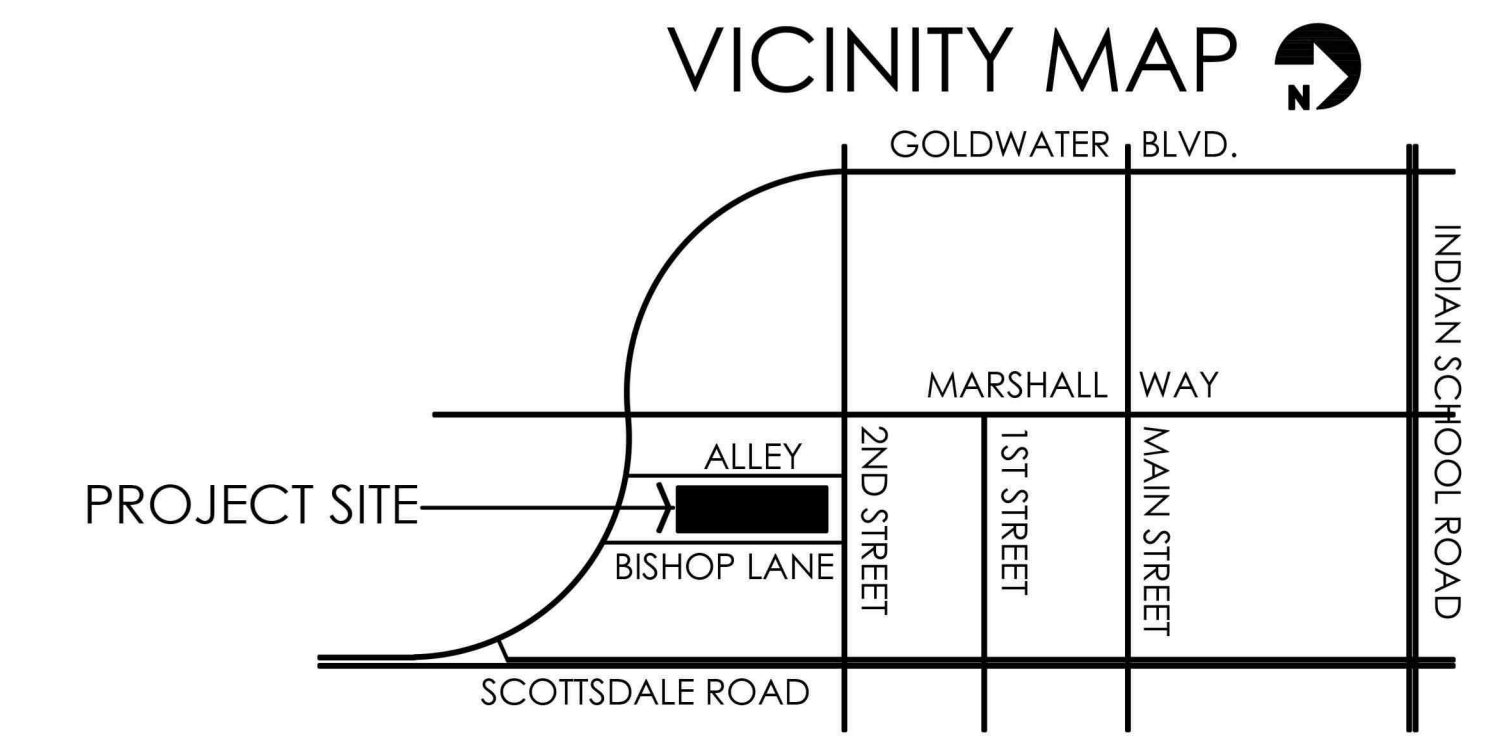 VICINITY MAP
N
GOLDWATER BLVD.
INDIAN SCHOOL ROAD
MARSHALL WAY
ALLEY
2ND STREET
1ST STREET
MAIN STREET
PROJECT SITE
BISHOP LANE
SCOTTSDALE ROAD